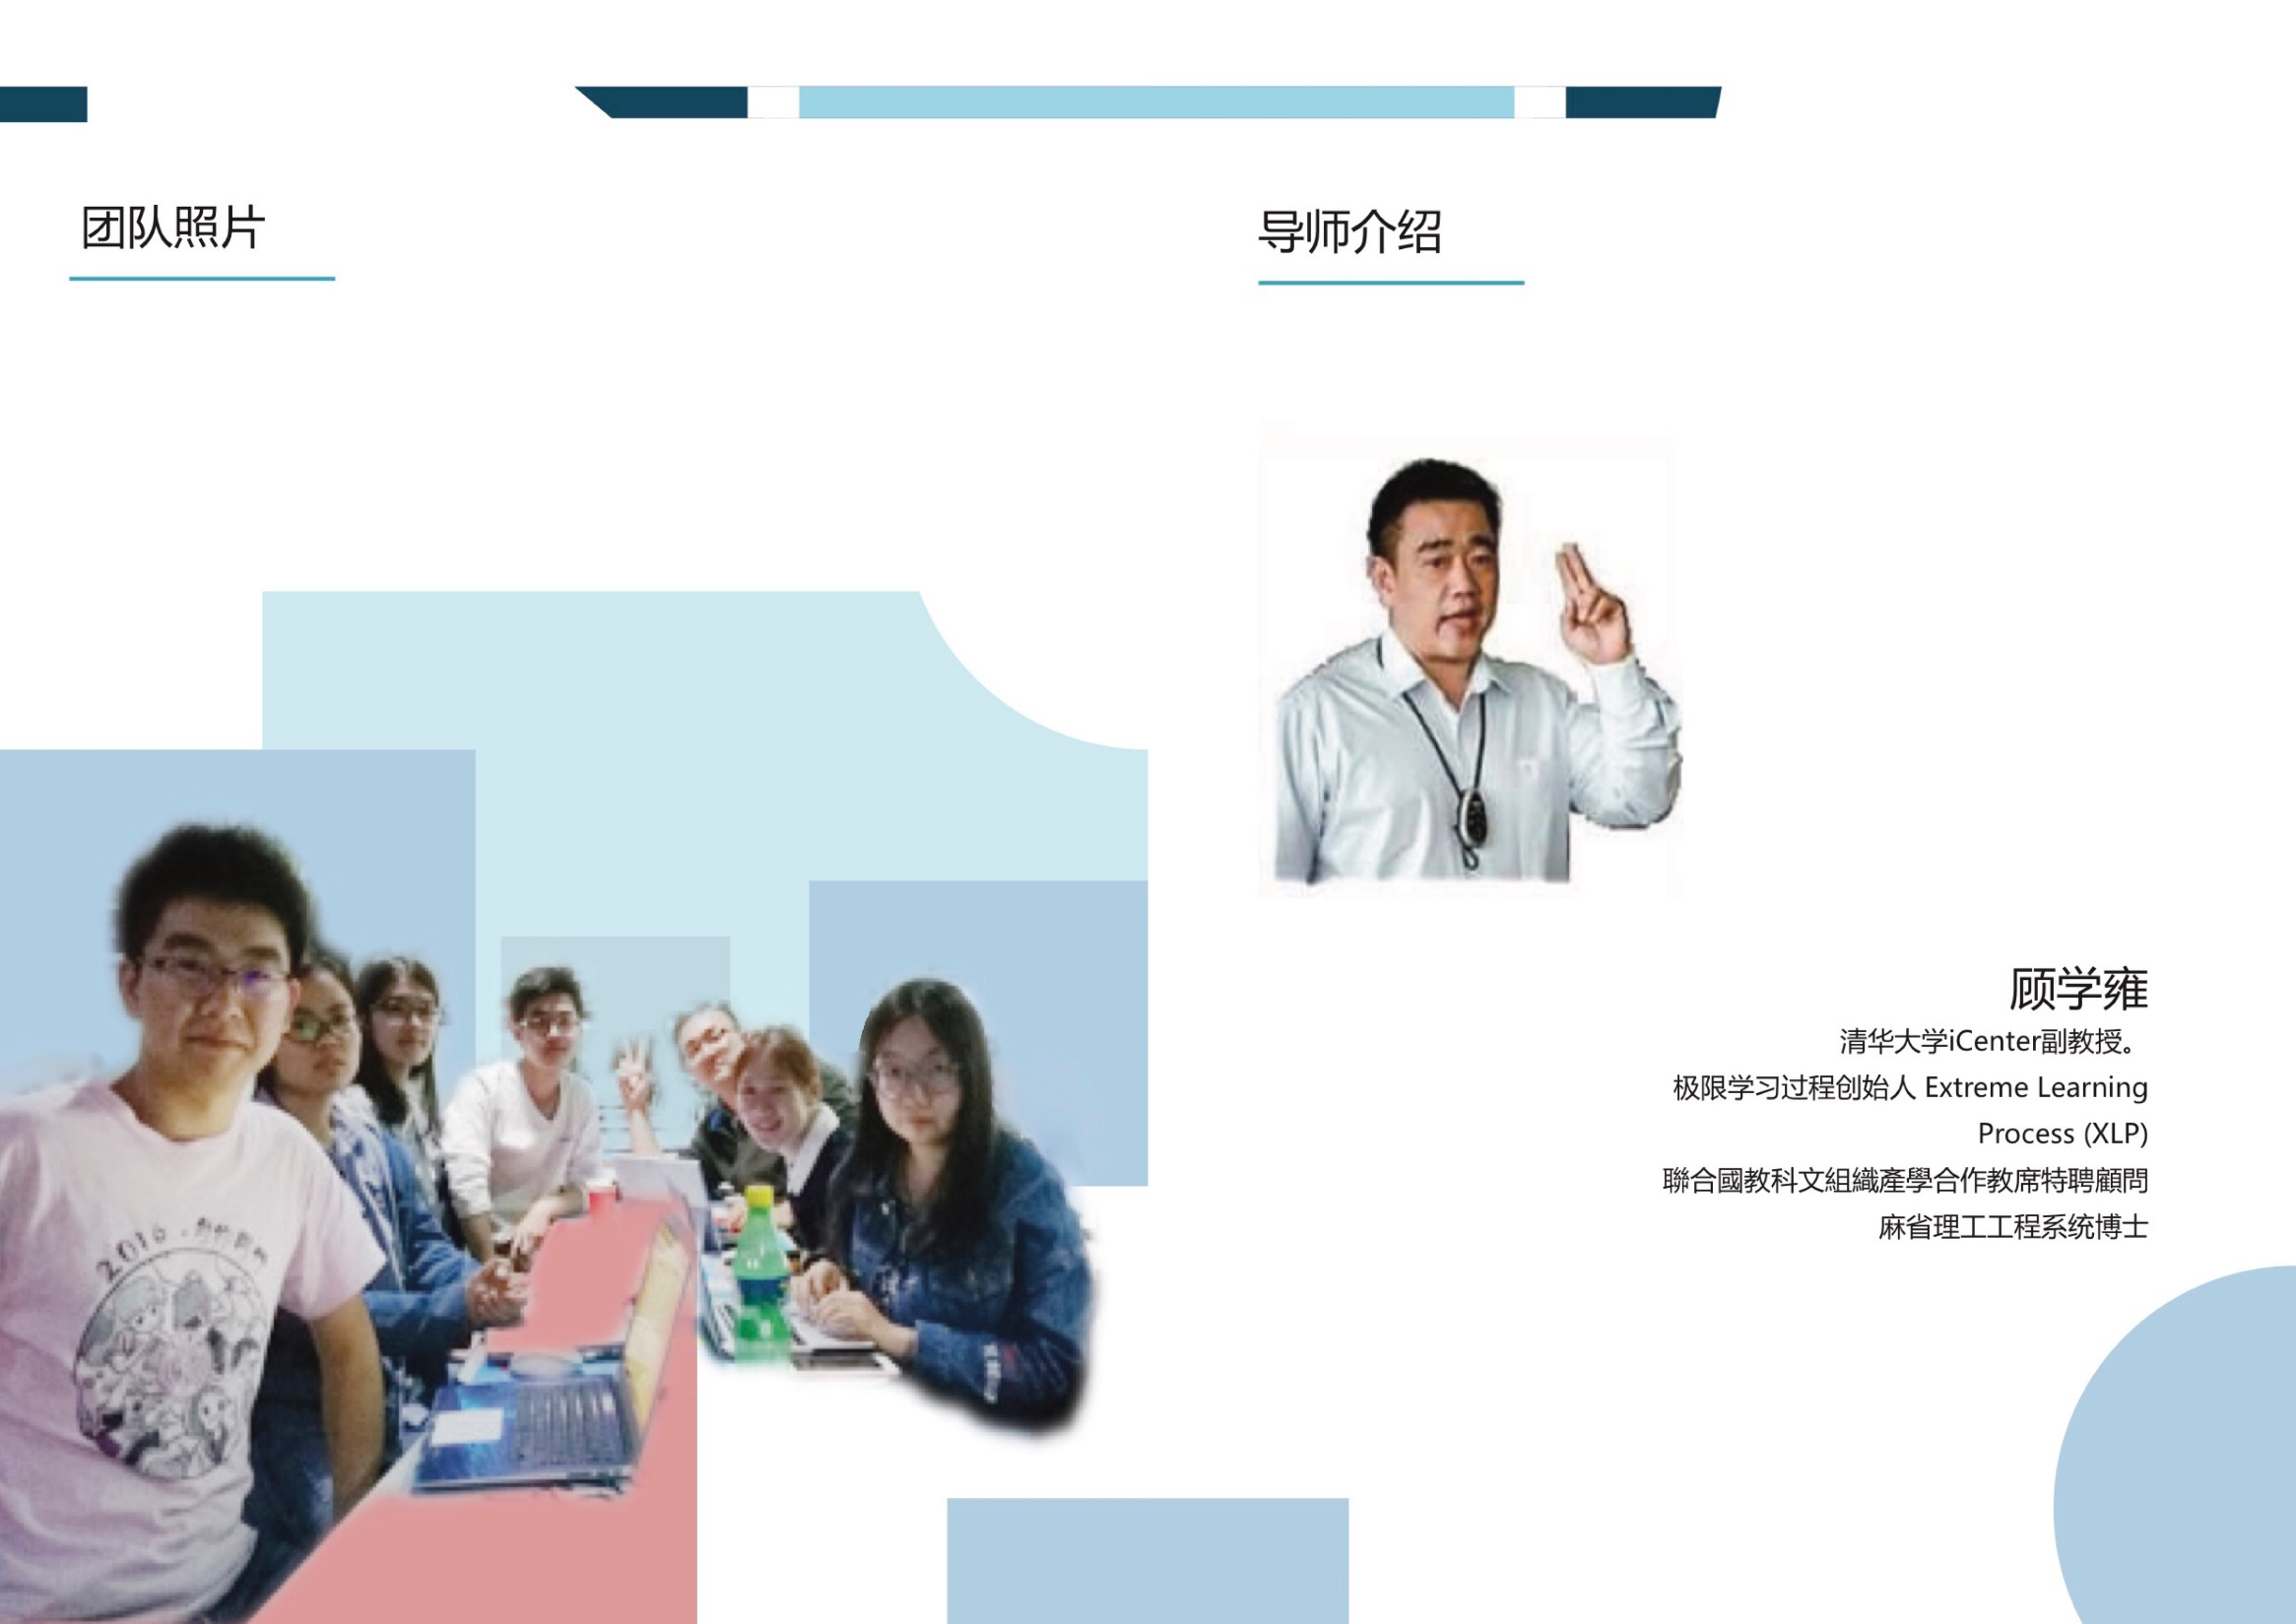 团队照片
导师介绍
顾学雍
清华大学iCenter副教授。
极限学习过程创始人 Extreme Learning
Process (XLP)
聯合國教科文組織產學合作教席特聘顧問
麻省理工工程系统博士
2016